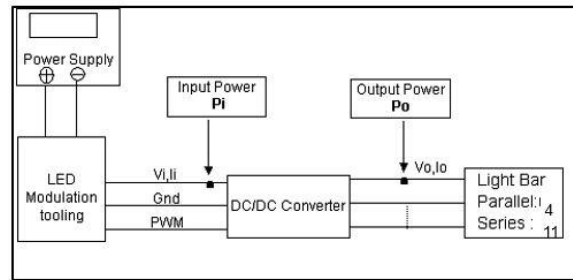 Power Supply
Input Power
Pi
Output Power
Po
LED
Modulation
tooling
Vi,Ii
Gnd
PWM
DC/DC Converter
Vo,Io
Light Bar
Parallel: 4
Series : 11